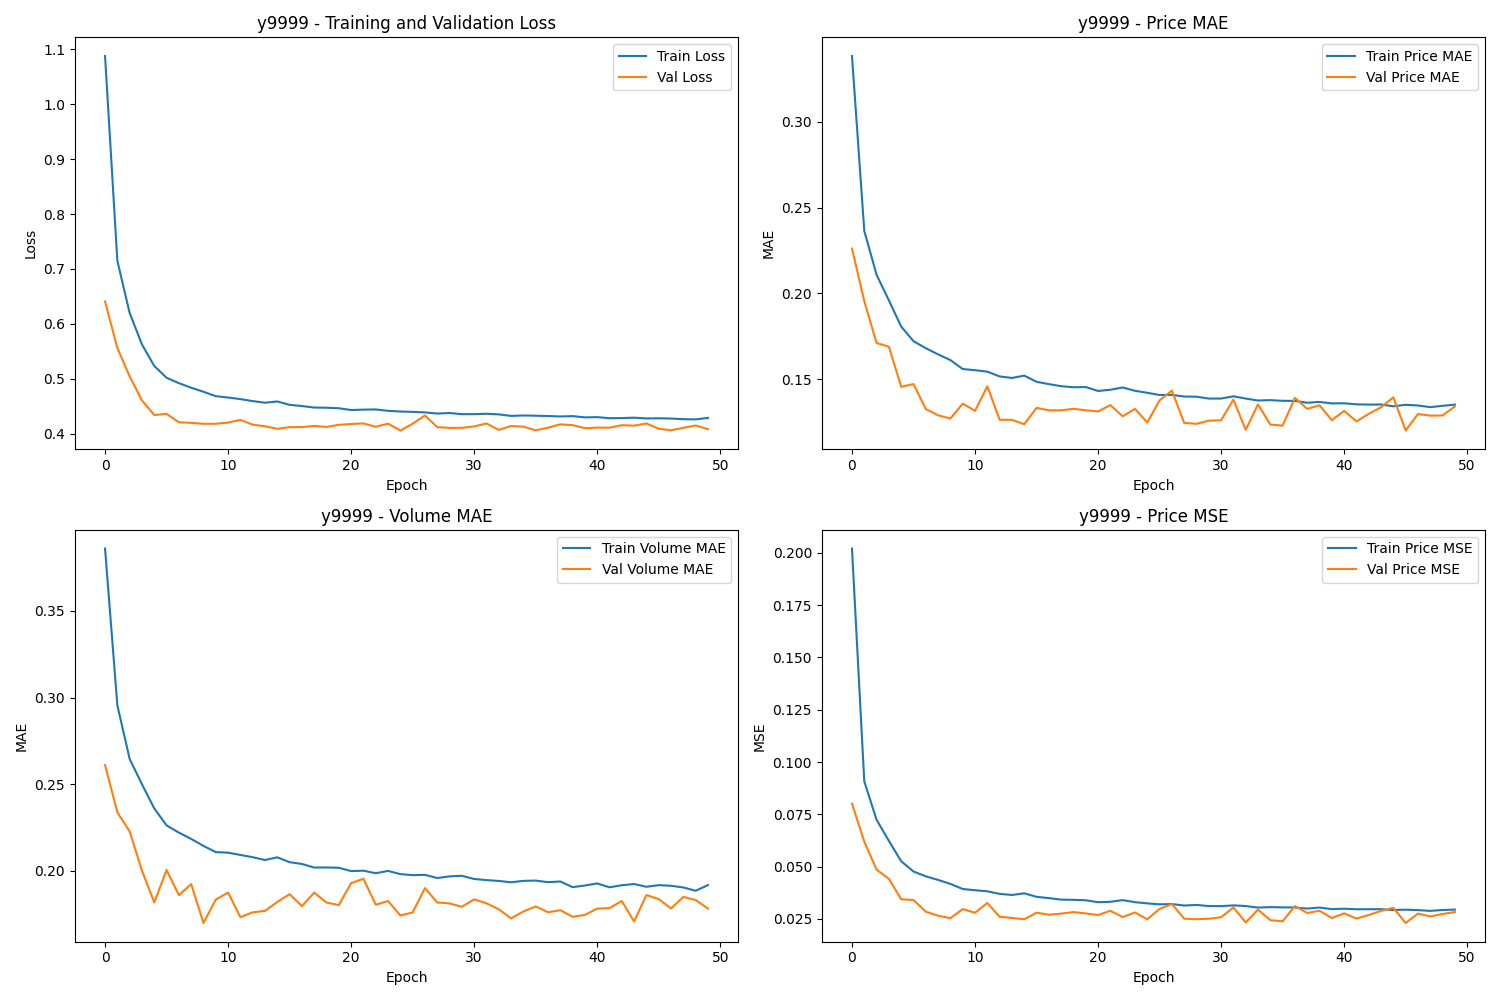 y9999 - Training and Validation Loss
Train Loss
Val Loss
1.1
1.0
0.9
0.8
0.7
0.6
0.5
0.4
Loss
0 10 20 30 40 50
Epoch
y9999 - Price MAE
Train Price MAE
Val Price MAE
0.30
0.25
0.20
0.15
MAE
0 10 20 30 40 50
Epoch
y9999 - Volume MAE
Train Volume MAE
Val Volume MAE
0.35
0.30
0.25
0.20
MAE
0 10 20 30 40 50
Epoch
y9999 - Price MSE
Train Price MSE
Val Price MSE
0.200
0.175
0.150
0.125
0.100
0.075
0.050
0.025
MSE
0 10 20 30 40 50
Epoch